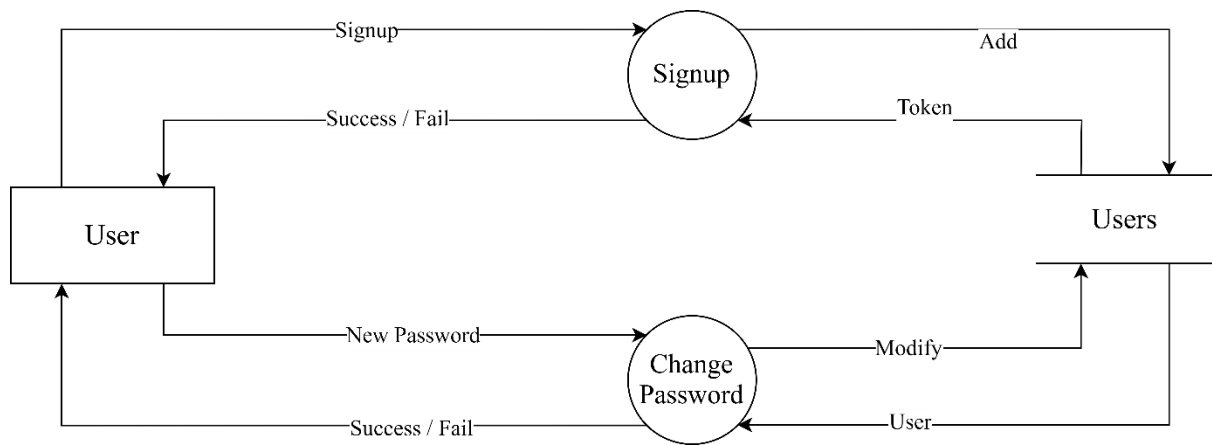 Signup
Add
Signup
Success / Fail
Token
User
Users
New Password
Modify
Change
Password
Success / Fail
User